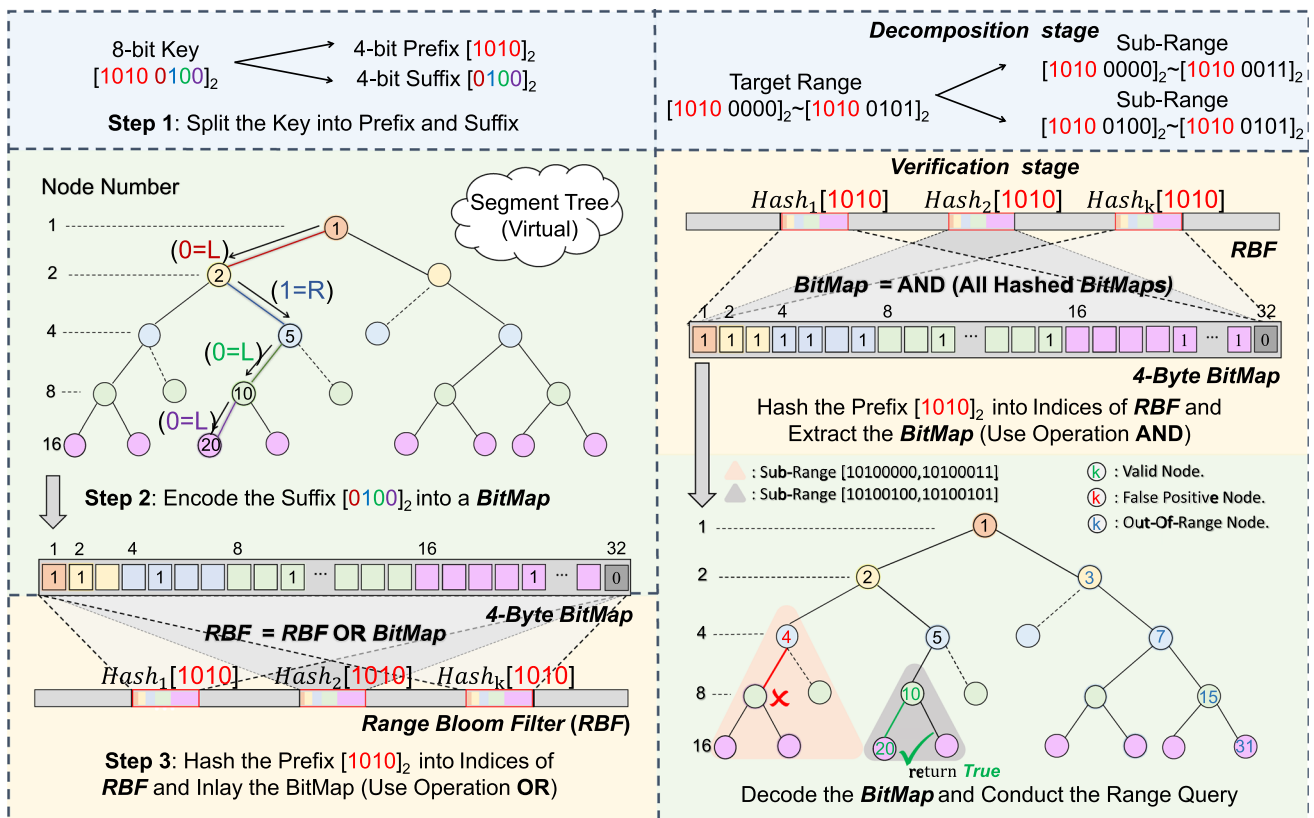 8-bit Key
[1010 0100]2
4-bit Prefix [1010]2
4-bit Suffix [0100]2
Step 1: Split the Key into Prefix and Suffix
Node Number
Segment Tree
(Virtual)
1
1
(0=L)
2
2
(1=R)
4
5
(0=L)
8
10
(0=L)
16
20
Step 2: Encode the Suffix [0100]2 into a BitMap
1 2 4 8 16 32
1 1 1 1 ... 1 ... 0
4-Byte BitMap
RBF = RBF OR BitMap
Hash1[1010] Hash2[1010] Hashk[1010]
Range Bloom Filter (RBF)
Step 3: Hash the Prefix [1010]2 into Indices of
RBF and Inlay the BitMap (Use Operation OR)
Decomposition stage
Target Range
[1010 0000]2~[1010 0101]2
Sub-Range
[1010 0000]2~[1010 0011]2
Sub-Range
[1010 0100]2~[1010 0101]2
Verification stage
Hash1[1010] Hash2[1010] Hashk[1010]
RBF
BitMap = AND (All Hashed BitMaps)
1 2 4 8 16 32
1 1 1 1 1 1 1 1 ... 1 1 ... 1 0
4-Byte BitMap
Hash the Prefix [1010]2 into Indices of RBF and
Extract the BitMap (Use Operation AND)
: Sub-Range [10100000,10100011]
: Sub-Range [10100100,10100101]
k : Valid Node.
k : False Positive Node.
k : Out-Of-Range Node.
1
1
2
2
3
4
4
5
7
8
10
15
16
20
31
return True
Decode the BitMap and Conduct the Range Query